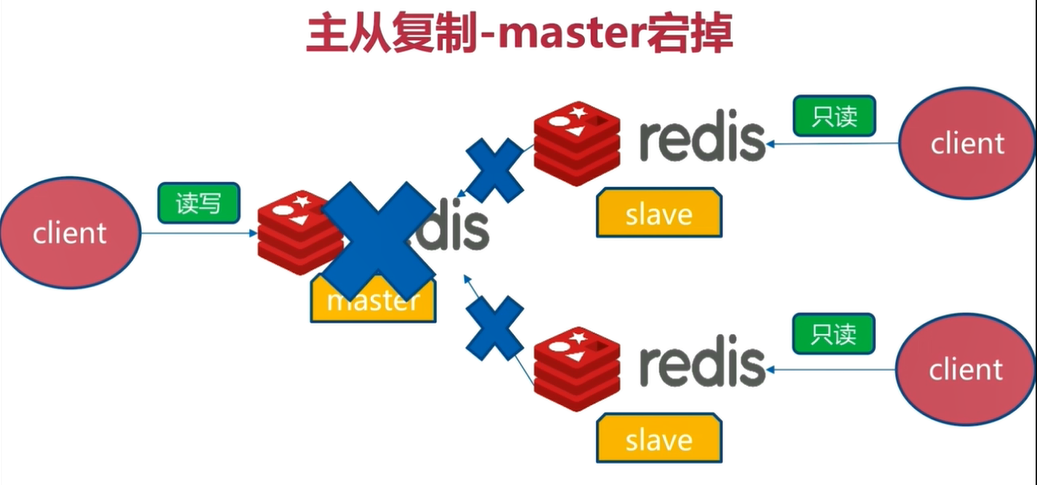 主从复制-master宕掉
client
读写
dis
master
redis
slave
只读
client
redis
slave
只读
client